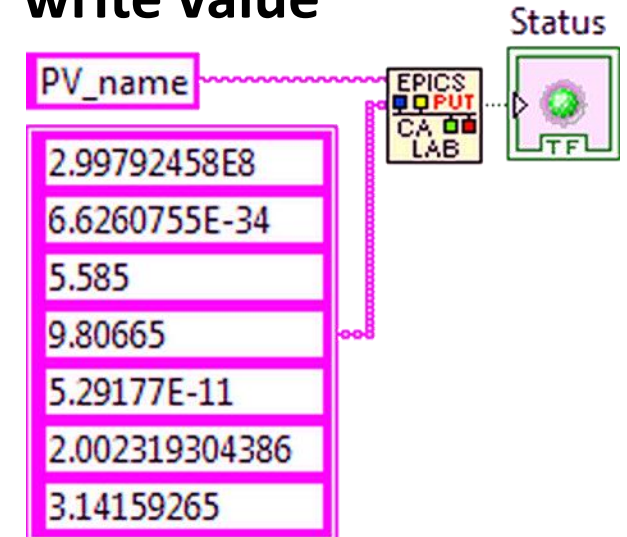 write value
Status
PV_name
EPICS
PUT
CA
LAB
TF
2.99792458E8
6.6260755E-34
5.585
9.80665
5.29177E-11
2.002319304386
3.14159265